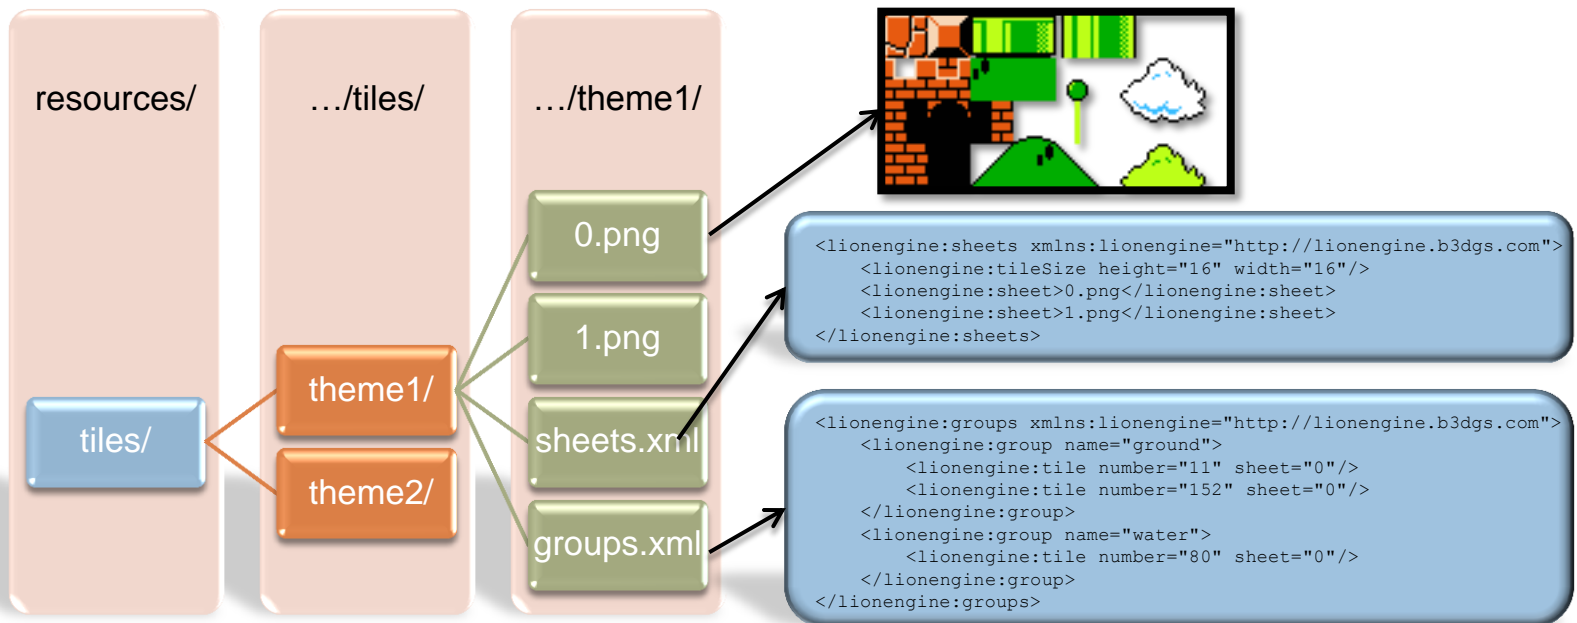 resources/
…/tiles/
…/theme1/
tiles/
theme1/
theme2/
0.png
1.png
sheets.xml
groups.xml
<lionengine:sheets xmlns:lionengine="http://lionengine.b3dgs.com">
    <lionengine:tileSize height="16" width="16"/>
    <lionengine:sheet>0.png</lionengine:sheet>
    <lionengine:sheet>1.png</lionengine:sheet>
</lionengine:sheets>
<lionengine:groups xmlns:lionengine="http://lionengine.b3dgs.com">
    <lionengine:group name="ground">
        <lionengine:tile number="11" sheet="0"/>
        <lionengine:tile number="152" sheet="0"/>
    </lionengine:group>
    <lionengine:group name="water">
        <lionengine:tile number="80" sheet="0"/>
    </lionengine:group>
</lionengine:groups>